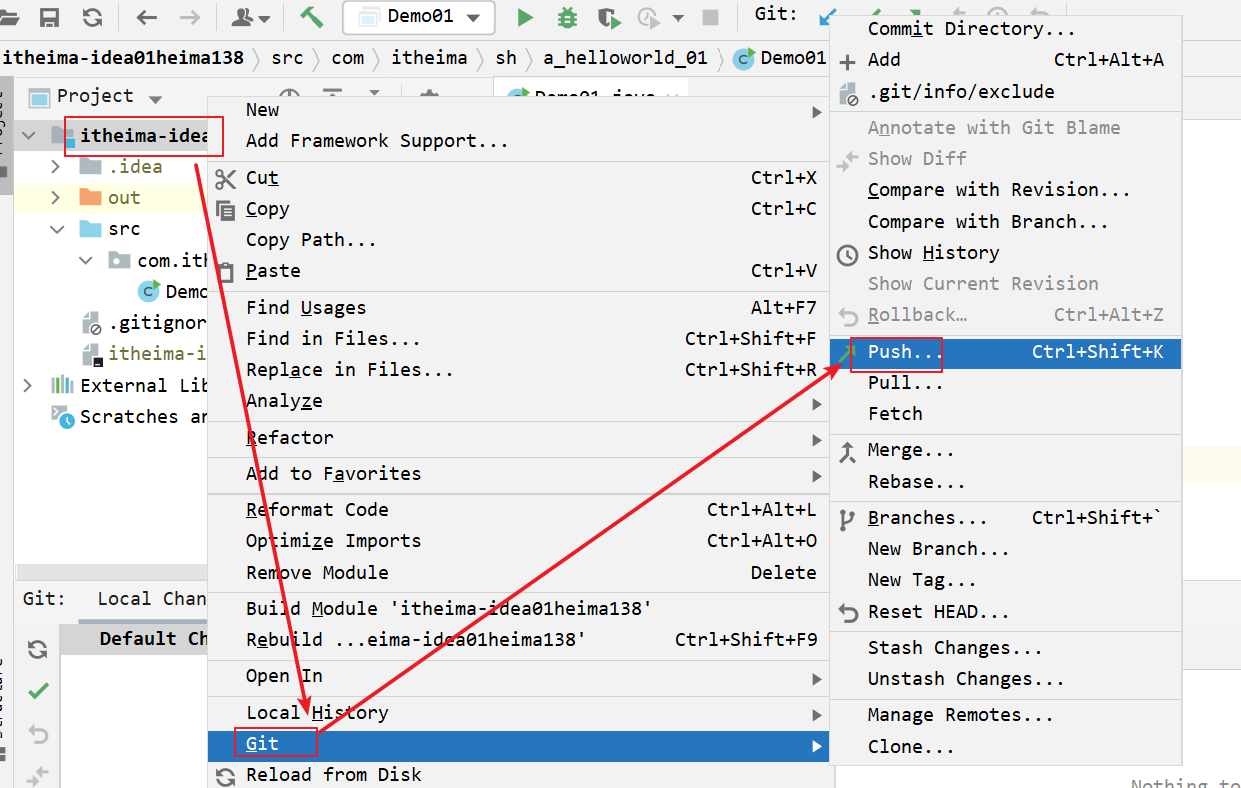 Demo01
Git:
itheima-idea01heima138
src
com
itheima
sh
a_helloworld_01
Demo01
Project
Demo01.java
itheima-idea
.idea
out
src
com.ith
Demo
.gitignor
itheima-i
External Lib
Scratches an
Git:
Local Chan
Default Ch
New
Add Framework Support...
Cut Ctrl+X
Copy Ctrl+C
Copy Path...
Paste Ctrl+V
Find Usages Alt+F7
Find in Files... Ctrl+Shift+F
Replace in Files... Ctrl+Shift+R
Analyze
Refactor
Add to Favorites
Reformat Code Ctrl+Alt+L
Optimize Imports Ctrl+Alt+O
Remove Module Delete
Build Module 'itheima-idea01heima138'
Rebuild ...eima-idea01heima138' Ctrl+Shift+F9
Open In
Local History
Git
Reload from Disk
Commit Directory...
Add Ctrl+Alt+A
.git/info/exclude
Annotate with Git Blame
Show Diff
Compare with Revision...
Compare with Branch...
Show History
Show Current Revision
Rollback… Ctrl+Alt+Z
Push... Ctrl+Shift+K
Pull...
Fetch
Merge...
Rebase...
Branches... Ctrl+Shift+`
New Branch...
New Tag...
Reset HEAD...
Stash Changes...
Unstash Changes...
Manage Remotes...
Clone...
Nothing to